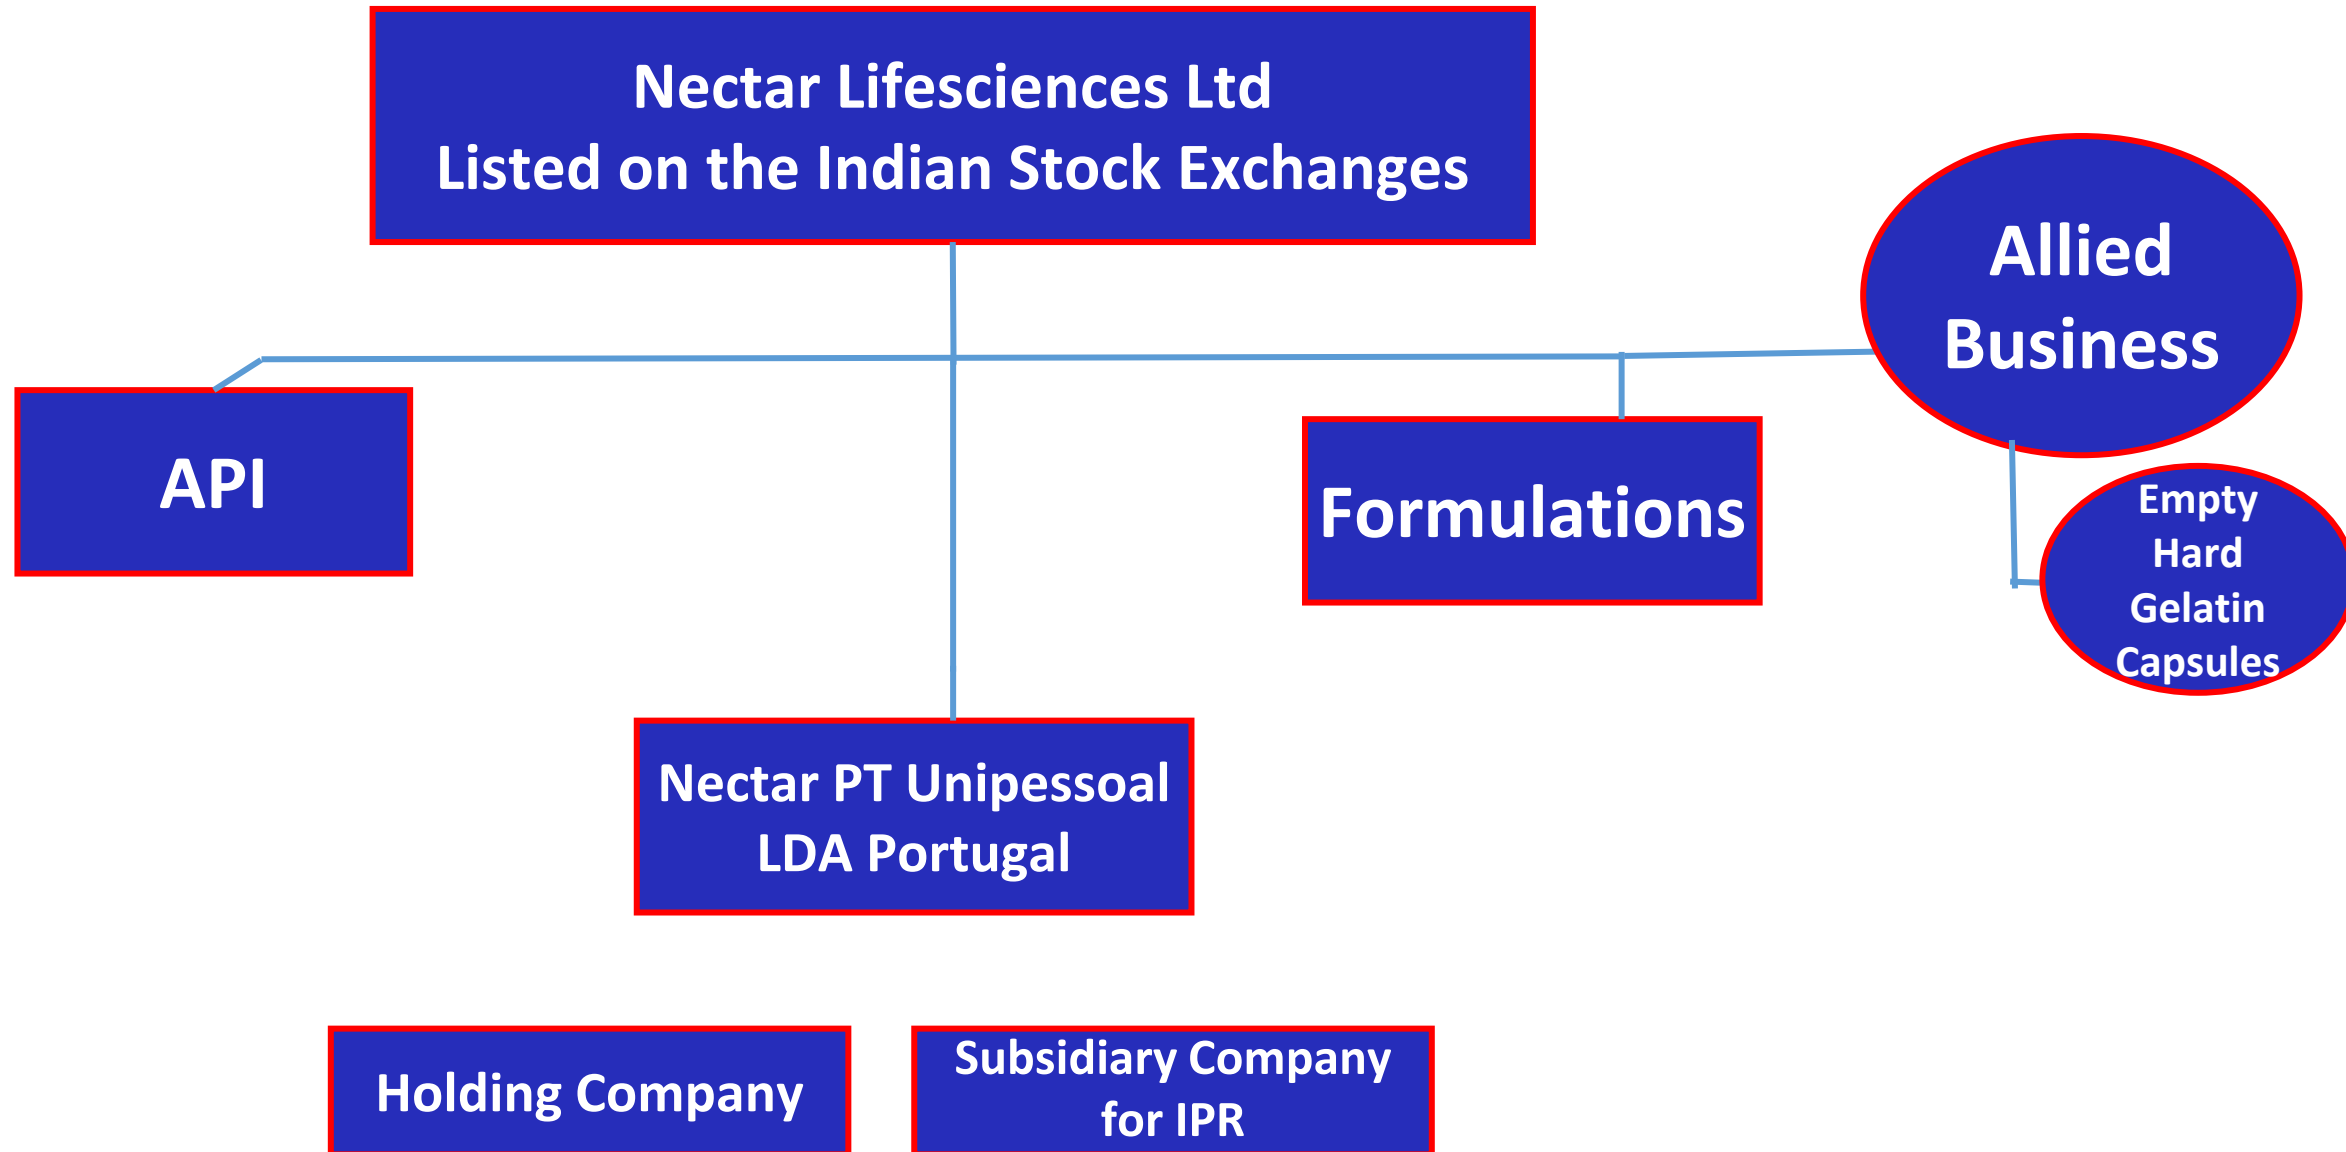 Nectar Lifesciences Ltd
Listed on the Indian Stock Exchanges
Allied
Business
API
Formulations
Empty
Hard
Gelatin
Capsules
Nectar PT Unipessoal
LDA Portugal
Holding Company
Subsidiary Company
for IPR